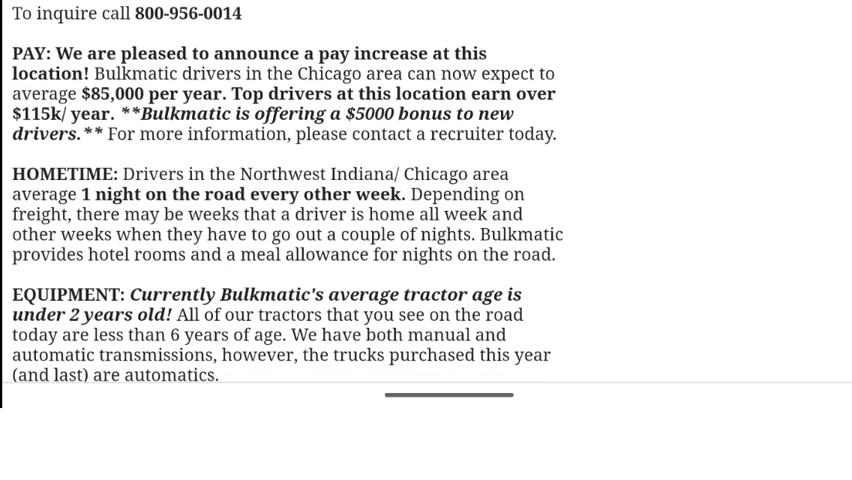 To inquire call 800-956-0014
PAY: We are pleased to announce a pay increase at this
location! Bulkmatic drivers in the Chicago area can now expect to
average $85,000 per year. Top drivers at this location earn over
$115k/ year. **Bulkmatic is offering a $5000 bonus to new
drivers.** For more information, please contact a recruiter today.
HOMETIME: Drivers in the Northwest Indiana/ Chicago area
average 1 night on the road every other week. Depending on
freight, there may be weeks that a driver is home all week and
other weeks when they have to go out a couple of nights. Bulkmatic
provides hotel rooms and a meal allowance for nights on the road.
EQUIPMENT: Currently Bulkmatic's average tractor age is
under 2 years old! All of our tractors that you see on the road
today are less than 6 years of age. We have both manual and
automatic transmissions, however, the trucks purchased this year
(and last) are automatics.